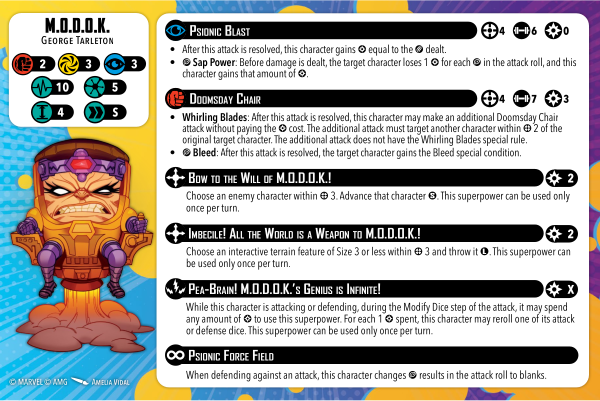 M.O.D.O.K.
George Tarleton
2 3 3
10 5
4 S
Psionic Blast 4 6 0
• After this attack is resolved, this character gains equal to the dealt.
• Sap Power: Before damage is dealt, the target character loses 1 for each in the attack roll, and this
character gains that amount of .
Doomsday Chair 4 7 3
• Whirling Blades: After this attack is resolved, this character may make an additional Doomsday Chair
attack without paying the cost. The additional attack must target another character within 2 of the
original target character. The additional attack does not have the Whirling Blades special rule.
• Bleed: After this attack is resolved, the target character gains the Bleed special condition.
Bow to the Will of M.O.D.O.K.! 2
Choose an enemy character within 3. Advance that character S. This superpower can be used only
once per turn.
Imbecile! All the World is a Weapon to M.O.D.O.K.! 2
Choose an interactive terrain feature of Size 3 or less within 3 and throw it L. This superpower can
be used only once per turn.
Pea-Brain! M.O.D.O.K.'s Genius is Infinite! X
While this character is attacking or defending, during the Modify Dice step of the attack, it may spend
any amount of to use this superpower. For each 1 spent, this character may reroll one of its attack
or defense dice. This superpower can be used only once per turn.
Psionic Force Field
When defending against an attack, this character changes results in the attack roll to blanks.
© MARVEL © AMG Amelia Vidal